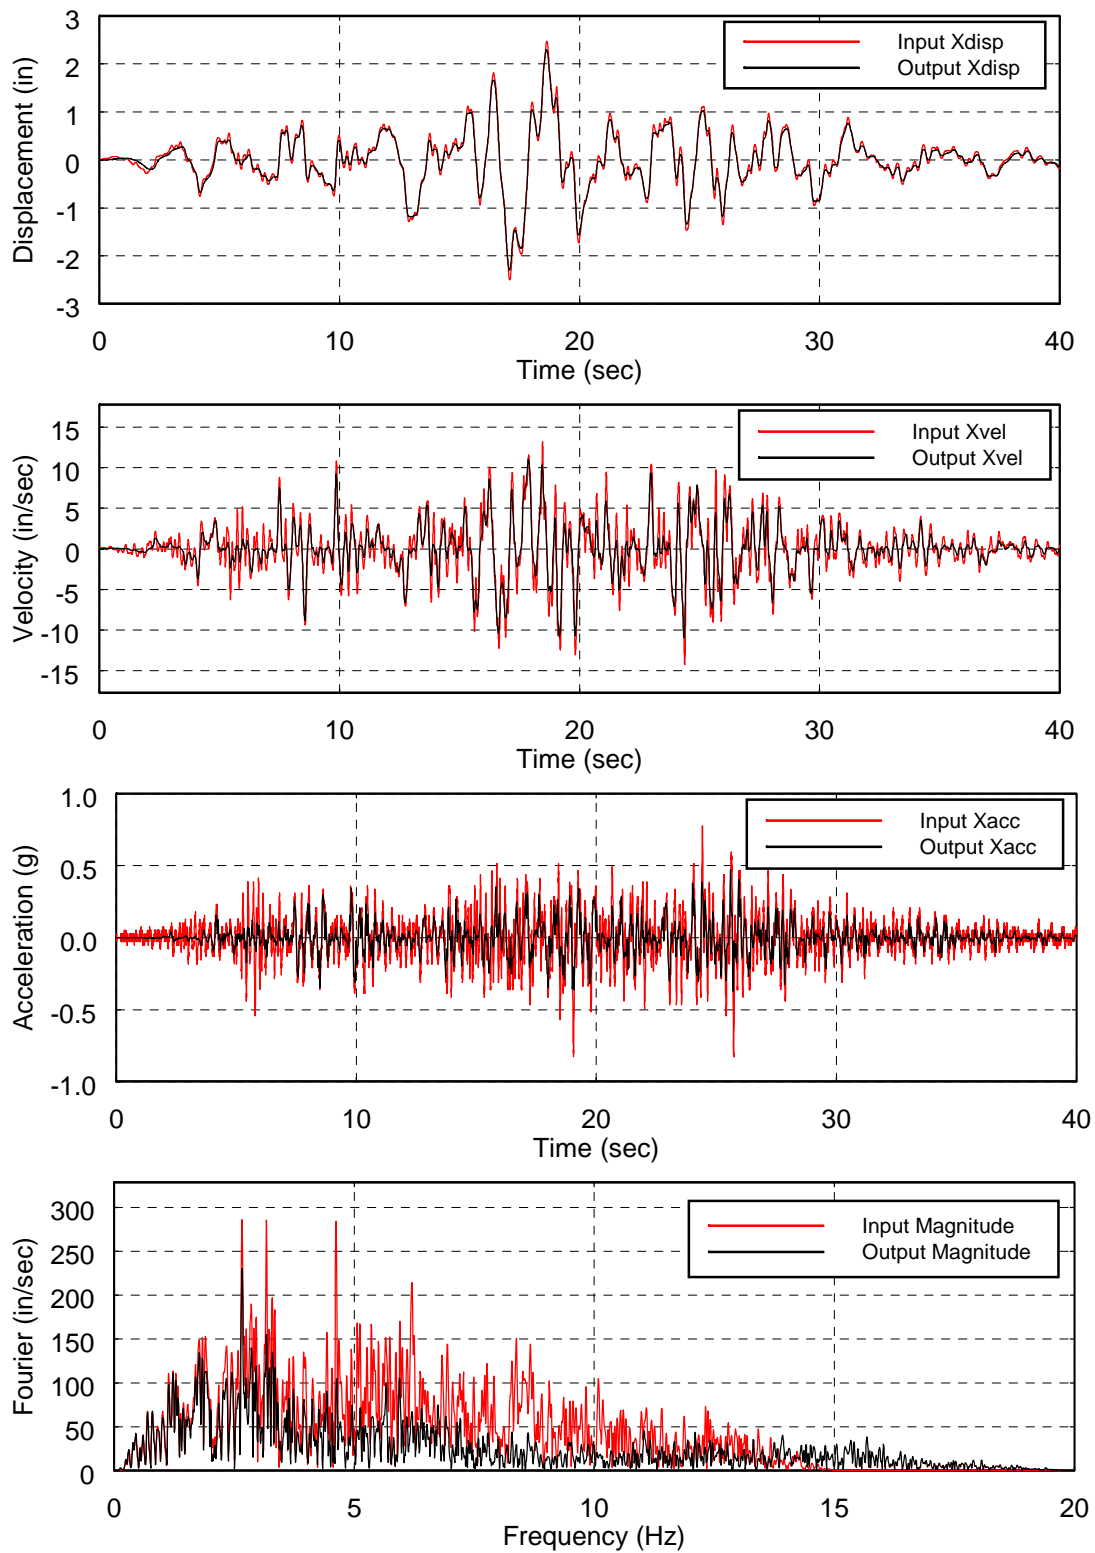 3
2
1
0
-1
-2
-3
Displacement (in)
Input Xdisp
Output Xdisp
0 10 20 30 40
Time (sec)
15
10
5
0
-5
-10
-15
Velocity (in/sec)
Input Xvel
Output Xvel
0 10 20 30 40
Time (sec)
1.0
0.5
0.0
-0.5
-1.0
Acceleration (g)
Input Xacc
Output Xacc
0 10 20 30 40
Time (sec)
300
250
200
150
100
50
0
Fourier (in/sec)
Input Magnitude
Output Magnitude
0 5 10 15 20
Frequency (Hz)